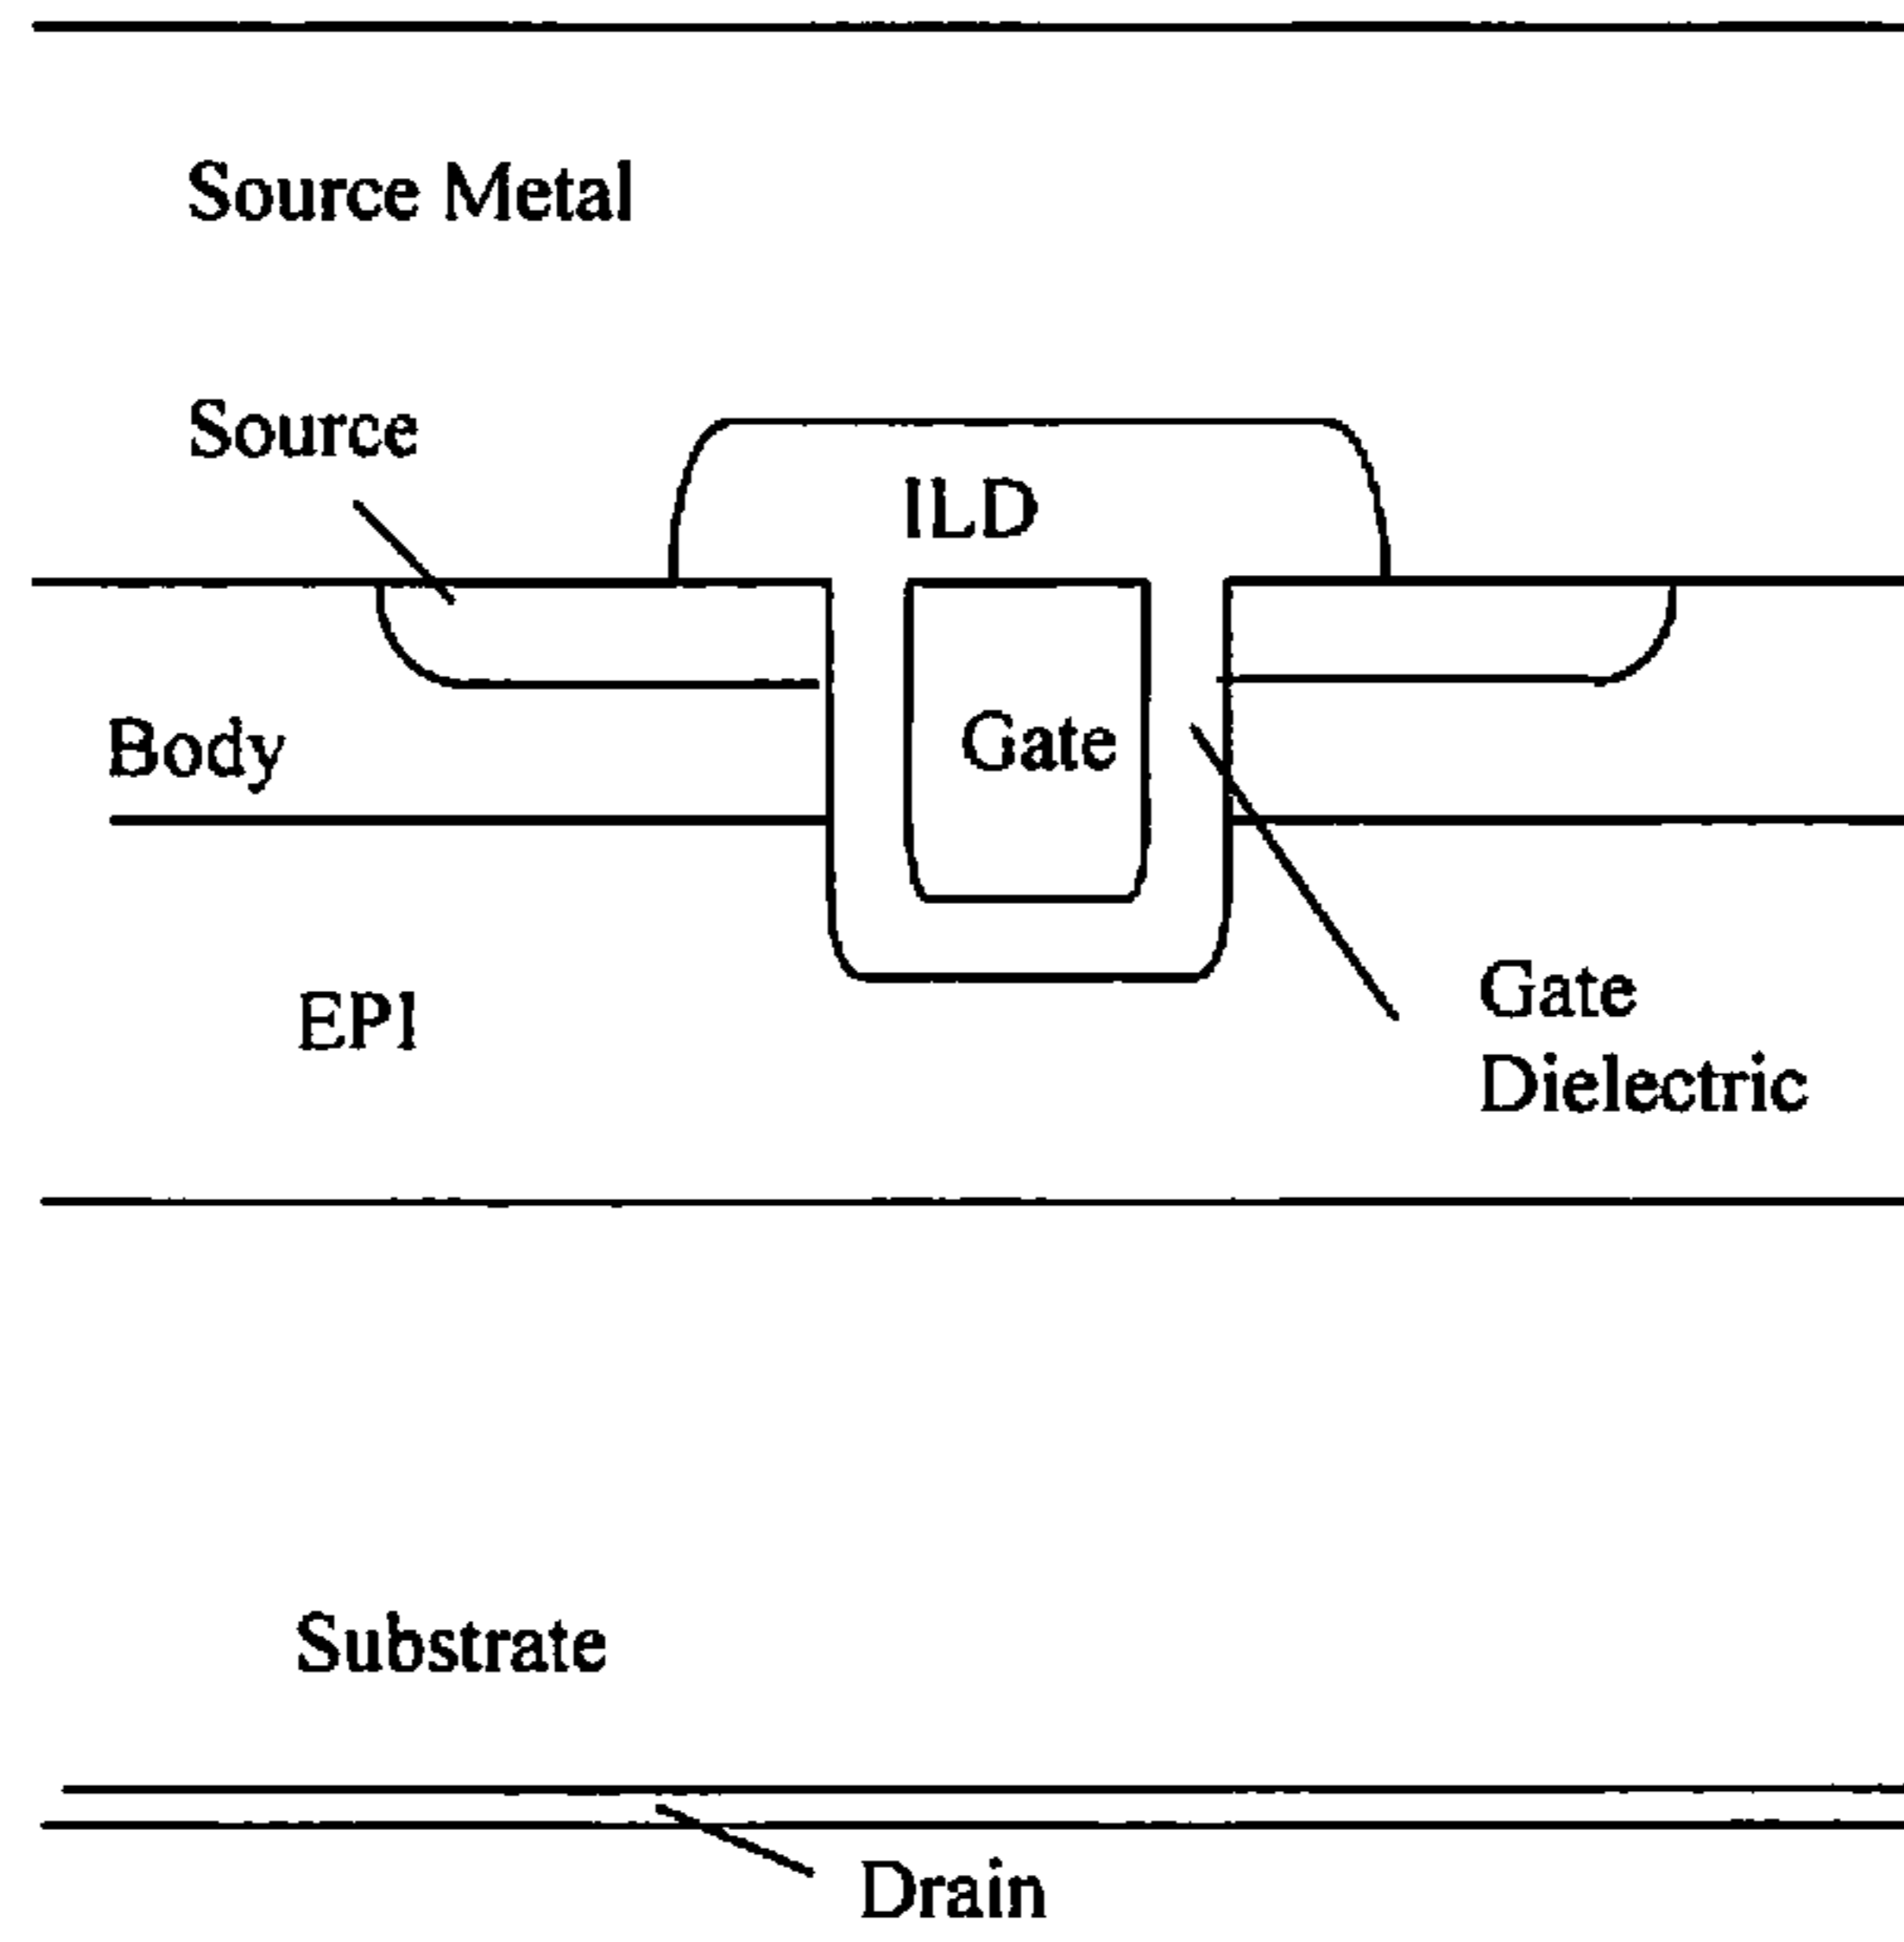 Source Metal
Source
ILD
Gate
Body
EPI
Gate
Dielectric
Substrate
Drain